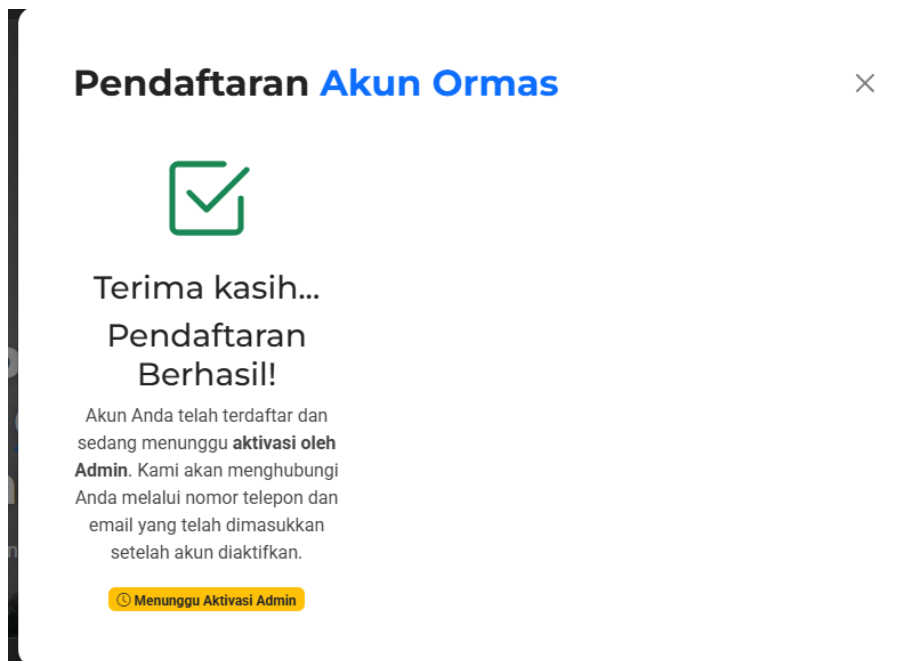 Pendaftaran Akun Ormas
Terima kasih...
Pendaftaran
Berhasil!
Akun Anda telah terdaftar dan
sedang menunggu aktivasi oleh
Admin. Kami akan menghubungi
Anda melalui nomor telepon dan
email yang telah dimasukkan
setelah akun diaktifkan.
Menunggu Aktivasi Admin